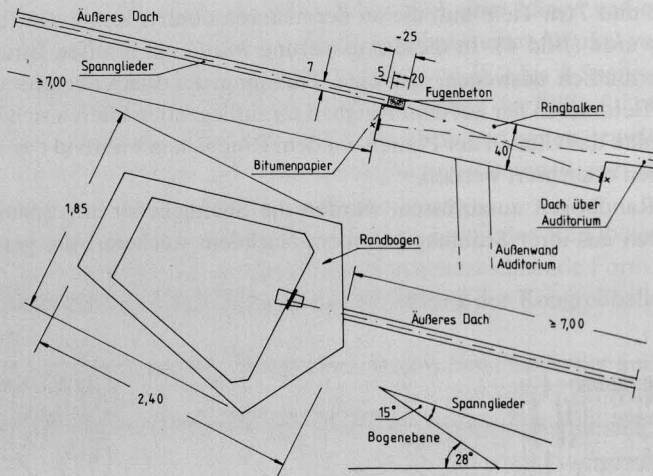 Äußeres Dach
~25
Spannglieder
7
5
~20
≥ 7,00
Fugenbeton
Ringbalken
40
Bitumenpapier
1,85
Dach über
Auditorium
Randbogen
Außenwand
Auditorium
Äußeres Dach
≥ 7,00
2,40
15°
Spannglieder
Bogenebene
28°